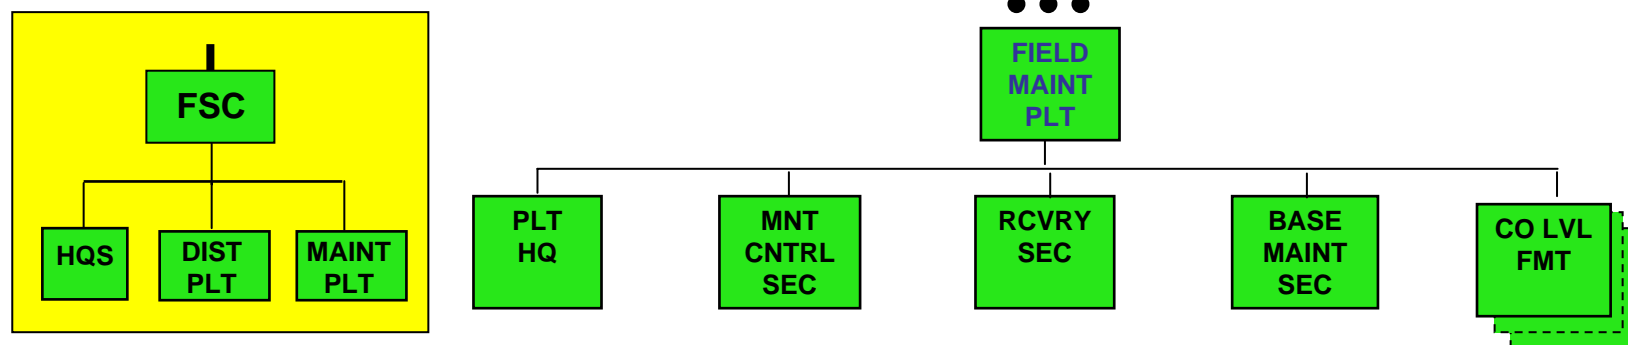 FSC
HQS
DIST
PLT
MAINT
PLT
FIELD
MAINT
PLT
PLT
HQ
MNT
CNTRL
SEC
RCVRY
SEC
BASE
MAINT
SEC
CO LVL
FMT